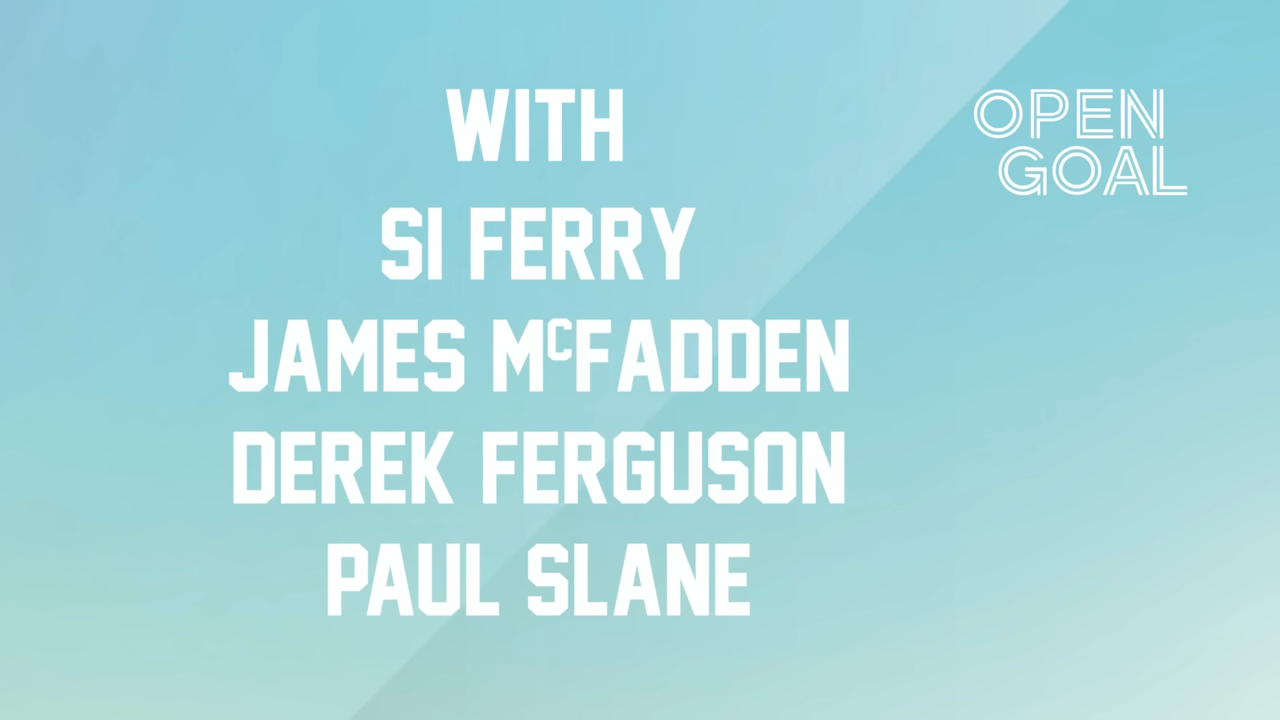 WITH
SI FERRY
JAMES McFADDEN
DEREK FERGUSON
PAUL SLANE
OPEN
GOAL